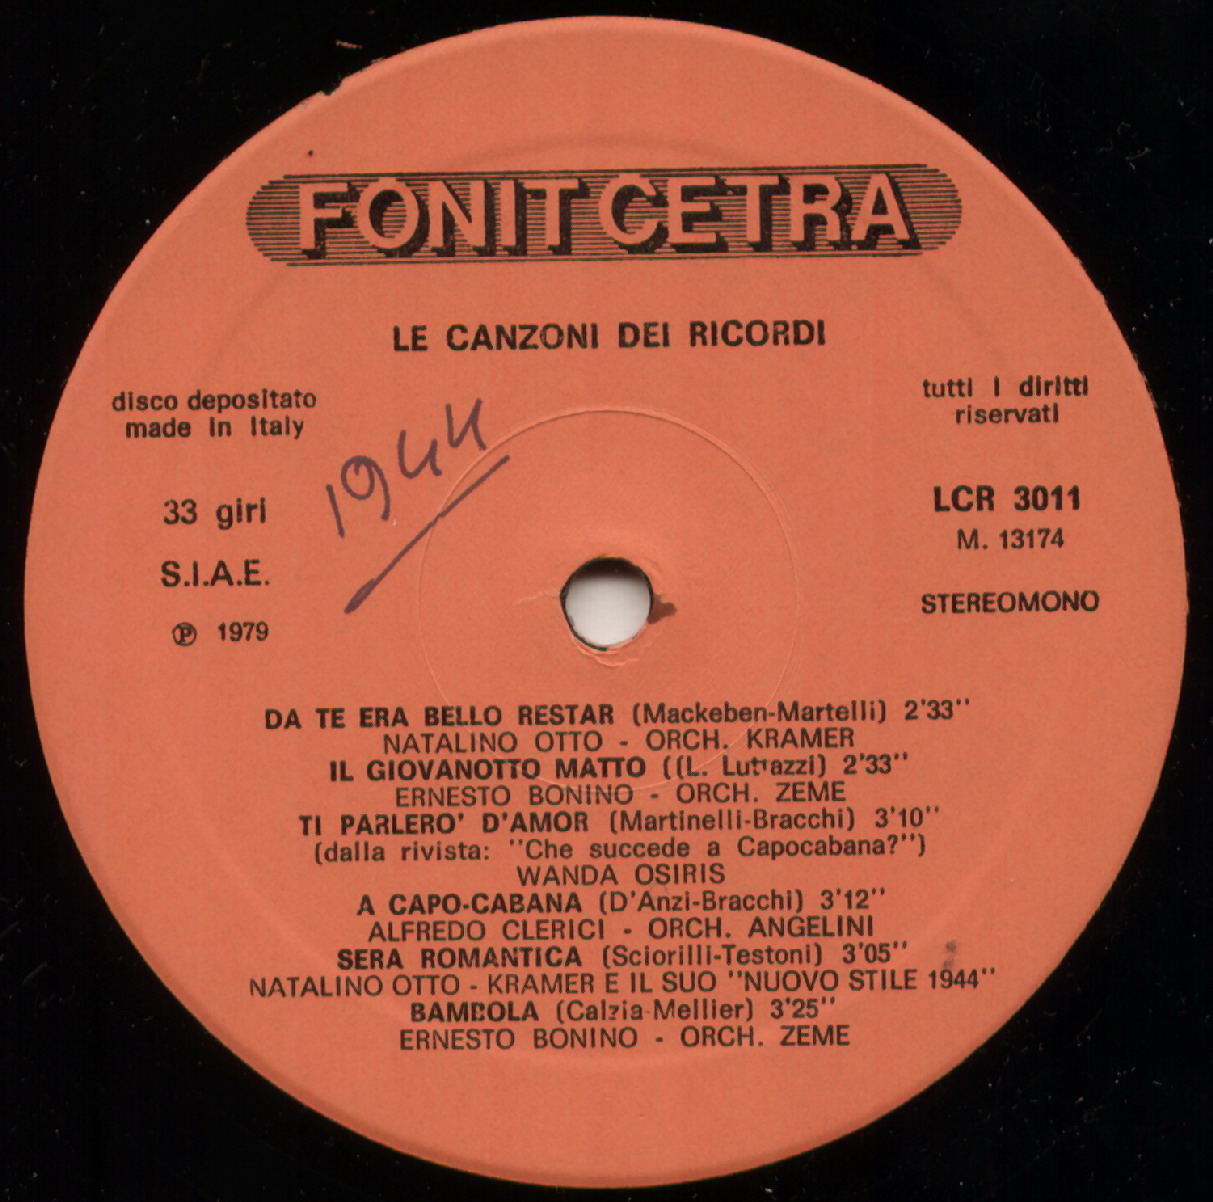 FONIT CETRA
LE CANZONI DEI RICORDI
disco depositato
made in Italy
tutti i diritti
riservati
1944
33 giri
S.I.A.E.
Ⓟ 1979
LCR 3011
M. 13174
STEREOMONO
DA TE ERA BELLO RESTAR (Mackeben-Martelli) 2'33''
NATALINO OTTO - ORCH. KRAMER
IL GIOVANOTTO MATTO ((L. Luttazzi) 2'33''
ERNESTO BONINO - ORCH. ZEME
TI PARLERO' D'AMOR (Martinelli-Bracchi) 3'10''
(dalla rivista: ''Che succede a Capocabana?'')
WANDA OSIRIS
A CAPO-CABANA (D'Anzi-Bracchi) 3'12''
ALFREDO CLERICI - ORCH. ANGELINI
SERA ROMANTICA (Sciorilli-Testoni) 3'05''
NATALINO OTTO - KRAMER E IL SUO ''NUOVO STILE 1944''
BAMBOLA (Calzia-Mellier) 3'25''
ERNESTO BONINO - ORCH. ZEME